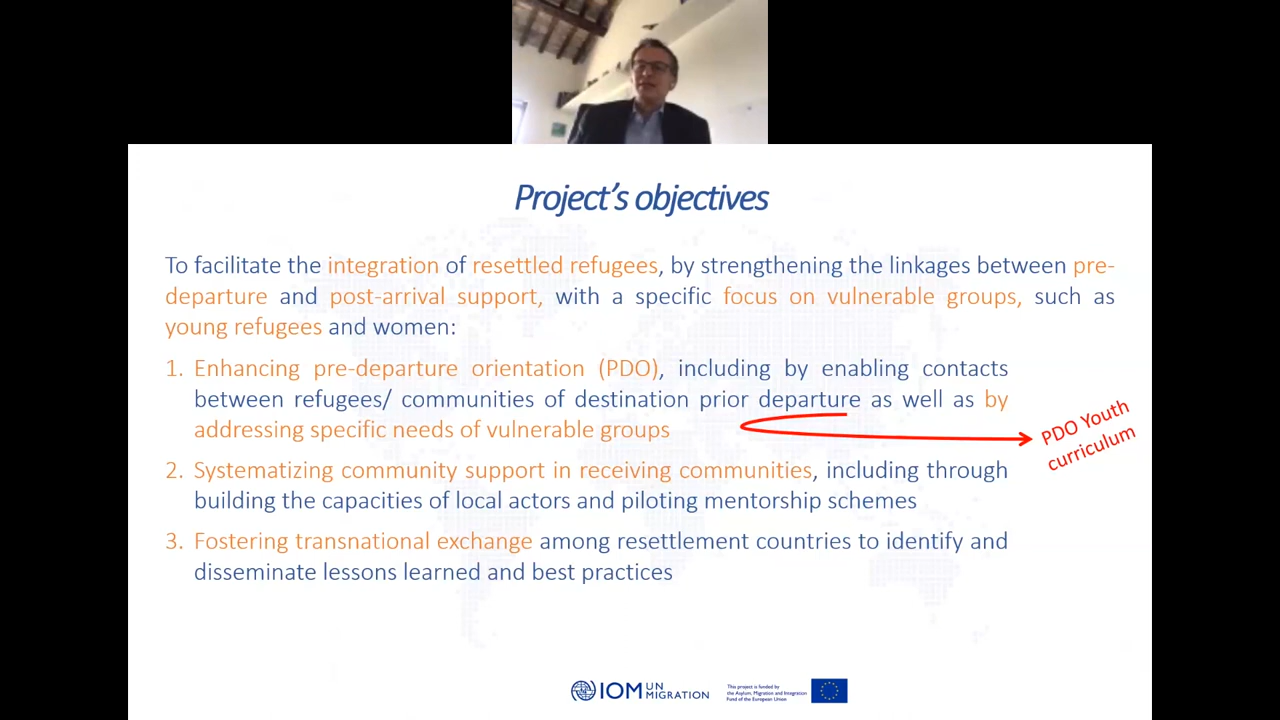 Project's objectives
To facilitate the integration of resettled refugees, by strengthening the linkages between pre-
departure and post-arrival support, with a specific focus on vulnerable groups, such as
young refugees and women:
1. Enhancing pre-departure orientation (PDO), including by enabling contacts
between refugees/ communities of destination prior departure as well as by
addressing specific needs of vulnerable groups
PDO Youth
curriculum
2. Systematizing community support in receiving communities, including through
building the capacities of local actors and piloting mentorship schemes
3. Fostering transnational exchange among resettlement countries to identify and
disseminate lessons learned and best practices
IOM UN MIGRATION
This project is funded by
the Asylum, Migration and Integration
Fund of the European Union